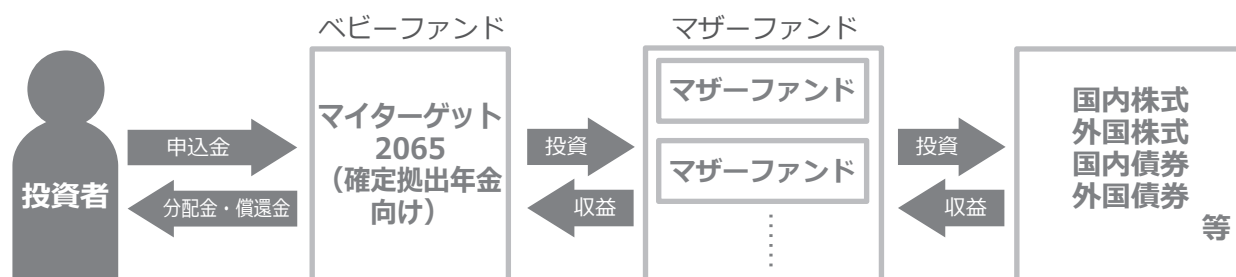 ベビーファンド
マザーファンド
投資者
申込金
分配金・償還金
マイターゲット
2065
（確定拠出年金
向け）
投資
収益
マザーファンド
マザーファンド
投資
収益
国内株式
外国株式
国内債券
外国債券
等